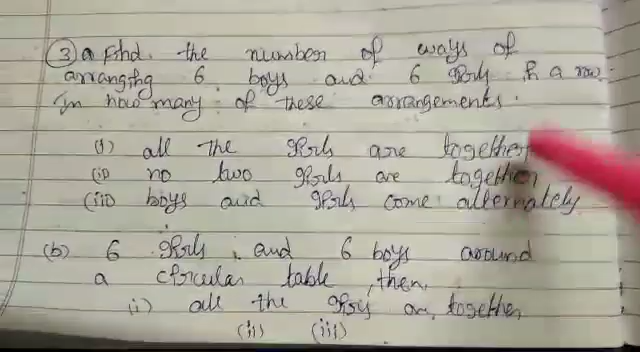 (3) a Find the number of ways of
arranging 6 boys and 6 girls in a row.
In how many of these arrangements.
(i) all the girls are together
(ii) no two girls are together
(iii) boys and girls come alternately
(b) 6 girls and 6 boys around
a circular table, then,
(i) all the girls are together
(ii) (iii)